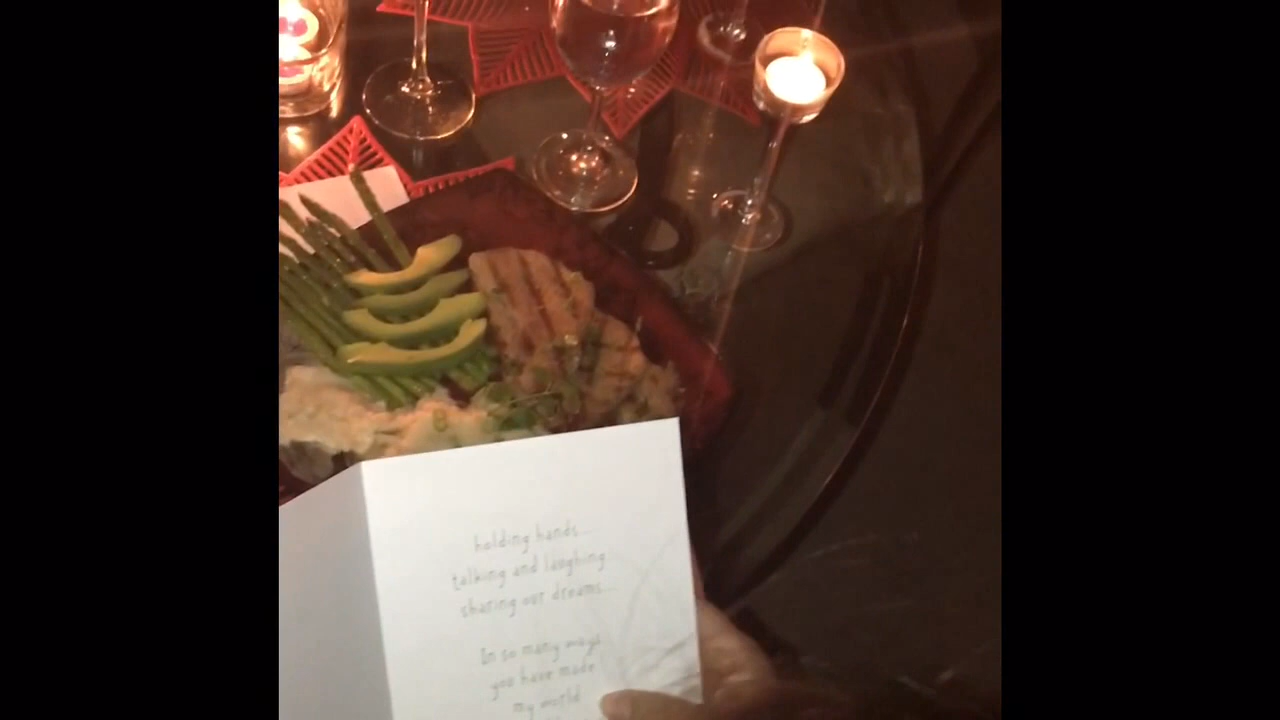 holding hands...
talking and laughing
sharing our dreams...
In so many ways
you have made
my world